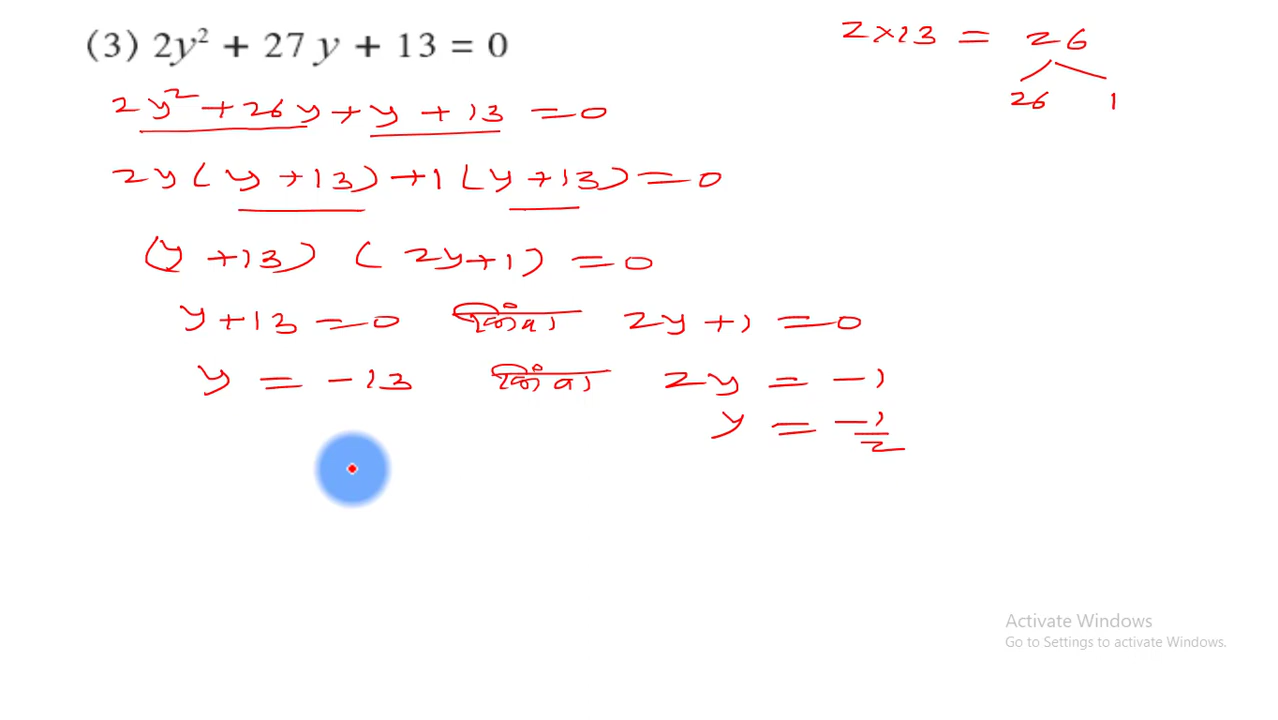 (3) 2y² + 27 y + 13 = 0
2 × 13 = 26
26 1
2y² + 26y + y + 13 = 0
2y ( y + 13 ) + 1 ( y + 13 ) = 0
(y + 13) ( 2y + 1 ) = 0
y + 13 = 0 किंवा 2y + 1 = 0
y = -13 किंवा 2y = -1
y = -1/2
Activate Windows
Go to Settings to activate Windows.